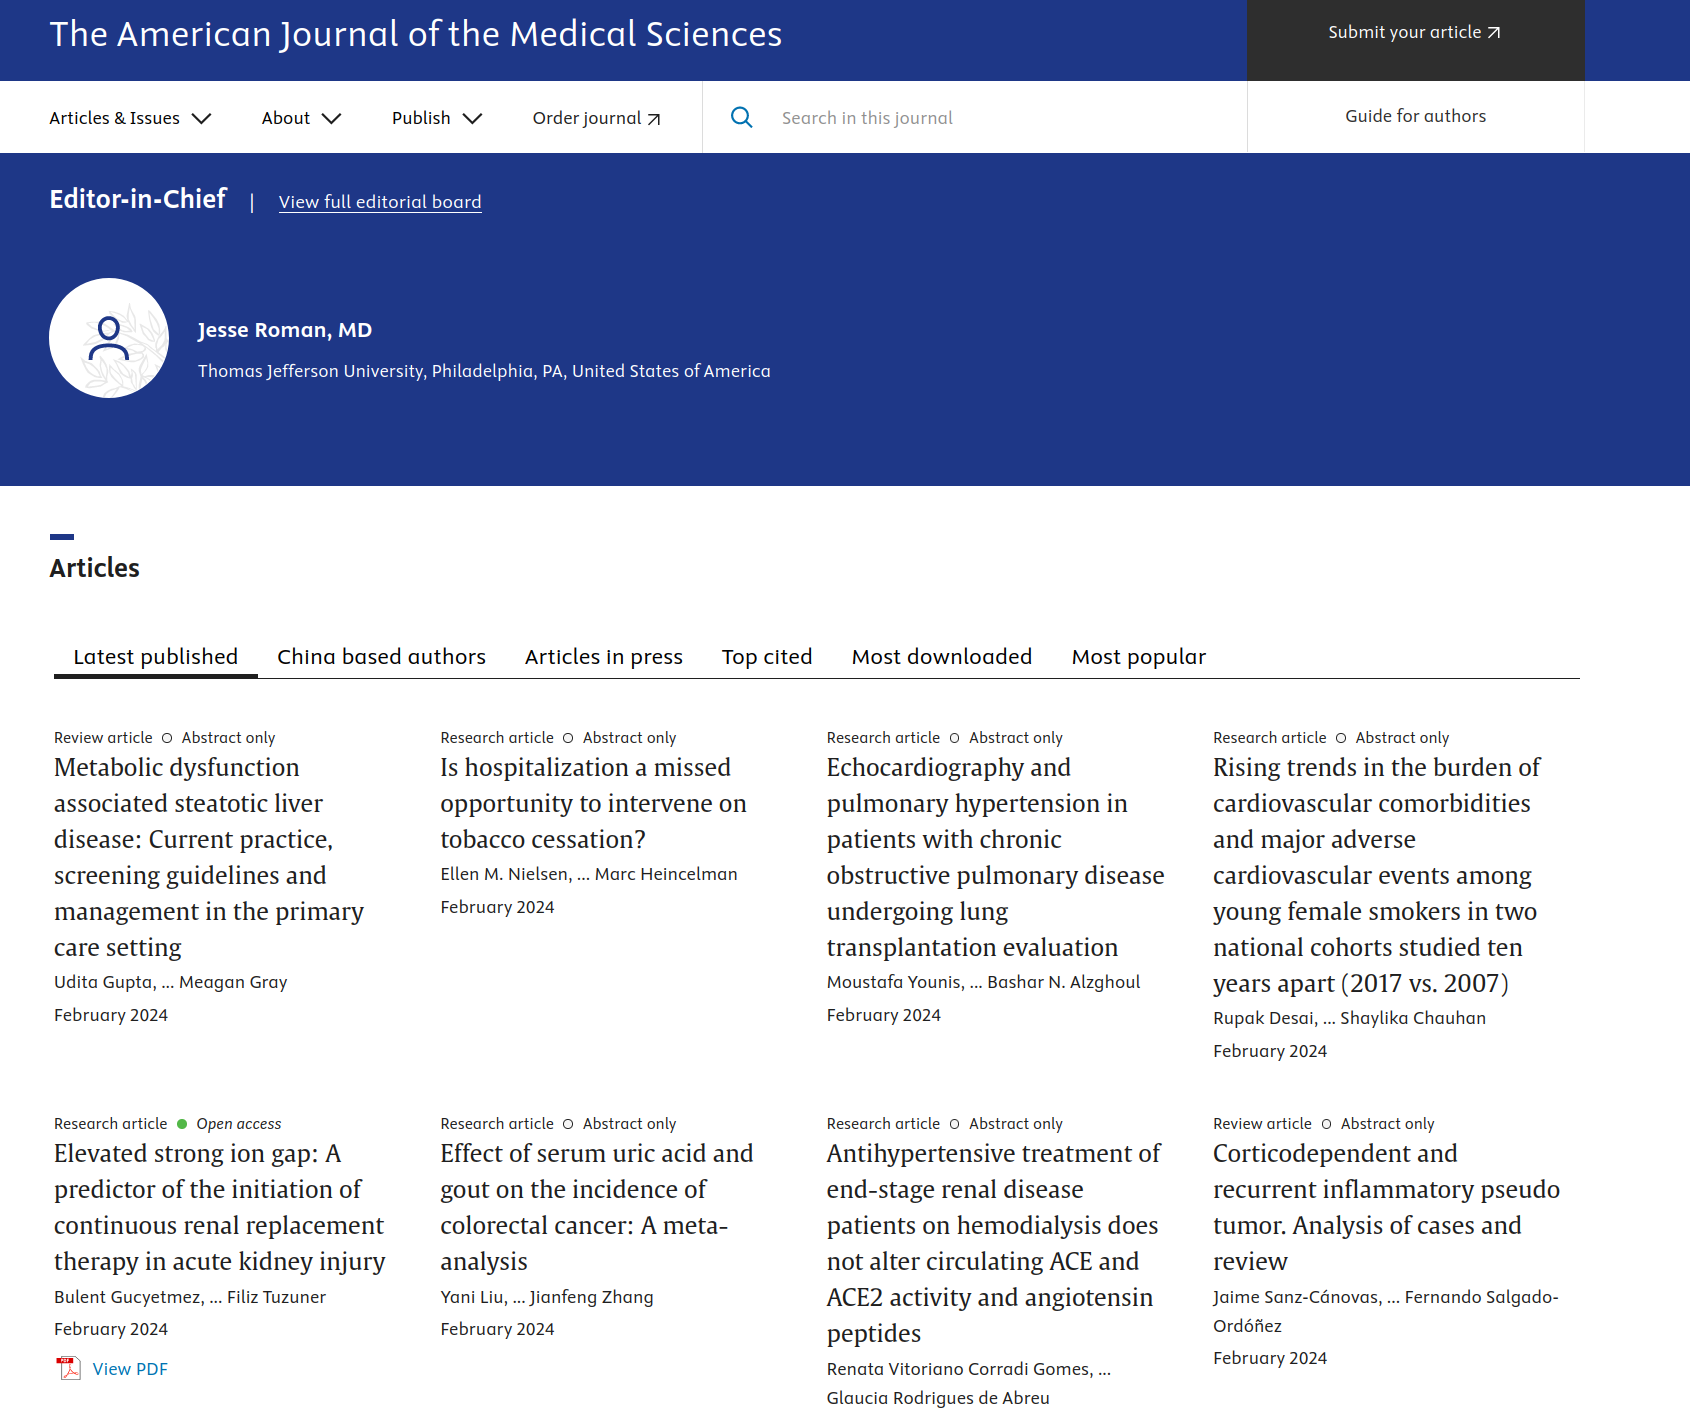 The American Journal of the Medical Sciences
Submit your article
Articles & Issues
About
Publish
Order journal
Search in this journal
Guide for authors
Editor-in-Chief | View full editorial board
Jesse Roman, MD
Thomas Jefferson University, Philadelphia, PA, United States of America
Articles
Latest published
China based authors
Articles in press
Top cited
Most downloaded
Most popular
Review article Abstract only
Metabolic dysfunction
associated steatotic liver
disease: Current practice,
screening guidelines and
management in the primary
care setting
Udita Gupta, ... Meagan Gray
February 2024
Research article Abstract only
Is hospitalization a missed
opportunity to intervene on
tobacco cessation?
Ellen M. Nielsen, ... Marc Heincelman
February 2024
Research article Abstract only
Echocardiography and
pulmonary hypertension in
patients with chronic
obstructive pulmonary disease
undergoing lung
transplantation evaluation
Moustafa Younis, ... Bashar N. Alzghoul
February 2024
Research article Abstract only
Rising trends in the burden of
cardiovascular comorbidities
and major adverse
cardiovascular events among
young female smokers in two
national cohorts studied ten
years apart (2017 vs. 2007)
Rupak Desai, ... Shaylika Chauhan
February 2024
Research article Open access
Elevated strong ion gap: A
predictor of the initiation of
continuous renal replacement
therapy in acute kidney injury
Bulent Gucyetmez, ... Filiz Tuzuner
February 2024
PDF
View PDF
Research article Abstract only
Effect of serum uric acid and
gout on the incidence of
colorectal cancer: A meta-
analysis
Yani Liu, ... Jianfeng Zhang
February 2024
Research article Abstract only
Antihypertensive treatment of
end-stage renal disease
patients on hemodialysis does
not alter circulating ACE and
ACE2 activity and angiotensin
peptides
Renata Vitoriano Corradi Gomes, ...
Glaucia Rodrigues de Abreu
Review article Abstract only
Corticodependent and
recurrent inflammatory pseudo
tumor. Analysis of cases and
review
Jaime Sanz-Cánovas, ... Fernando Salgado-
Ordóñez
February 2024